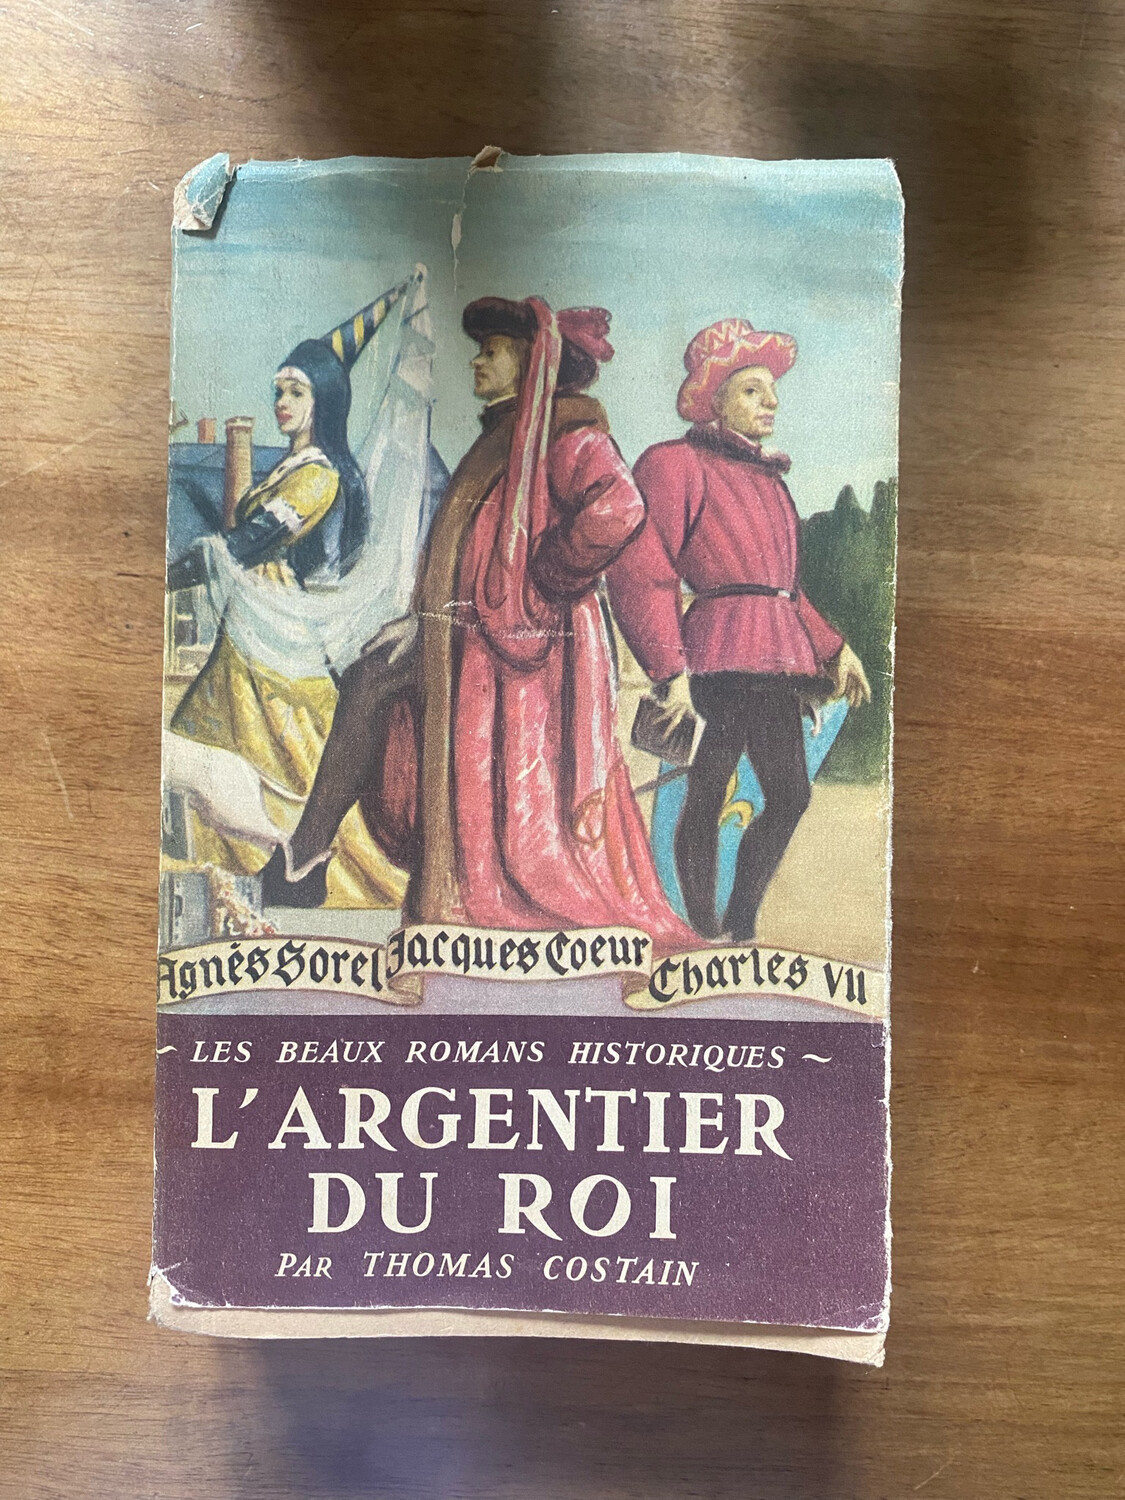 Agnès Sorel
Jacques Coeur
Charles VII
~ LES BEAUX ROMANS HISTORIQUES ~
L'ARGENTIER
DU ROI
PAR THOMAS COSTAIN